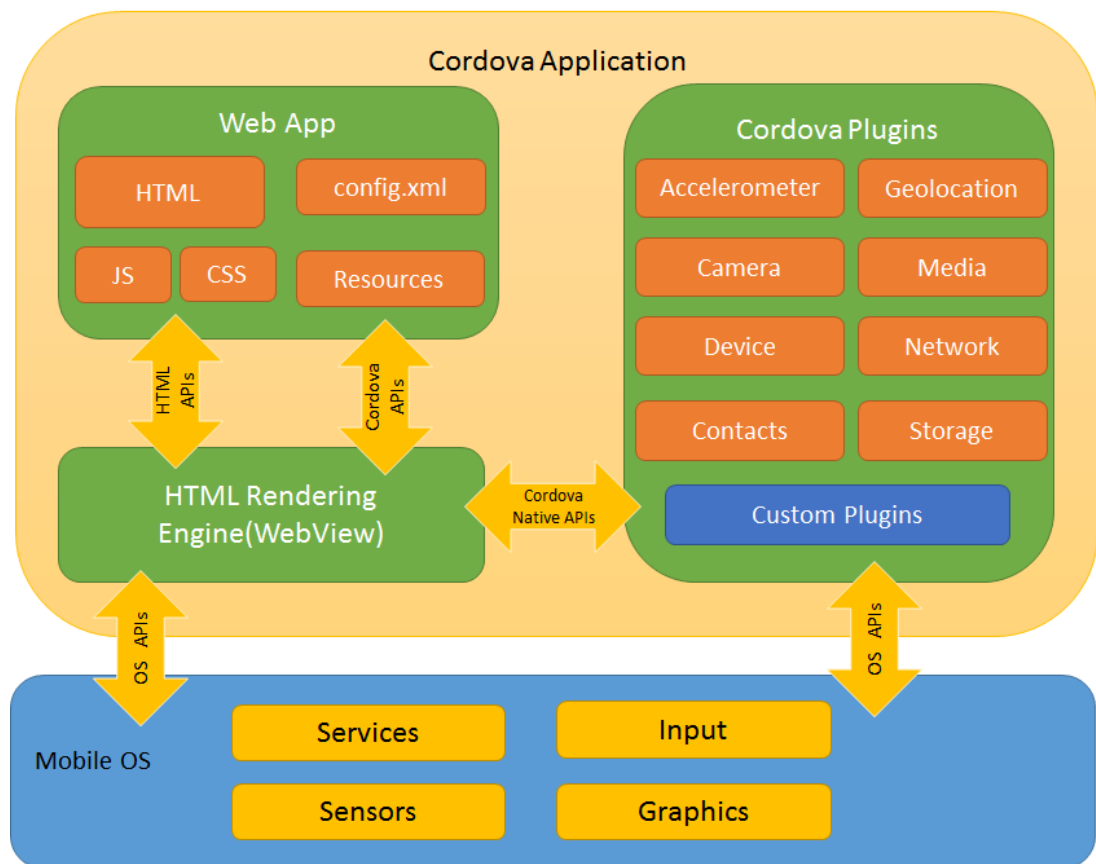 Cordova Application
Web App
HTML
config.xml
JS
CSS
Resources
HTML
APIs
Cordova
APIs
HTML Rendering
Engine(WebView)
Cordova
Native APIs
Cordova Plugins
Accelerometer
Geolocation
Camera
Media
Device
Network
Contacts
Storage
Custom Plugins
OS APIs
OS APIs
Mobile OS
Services
Input
Sensors
Graphics